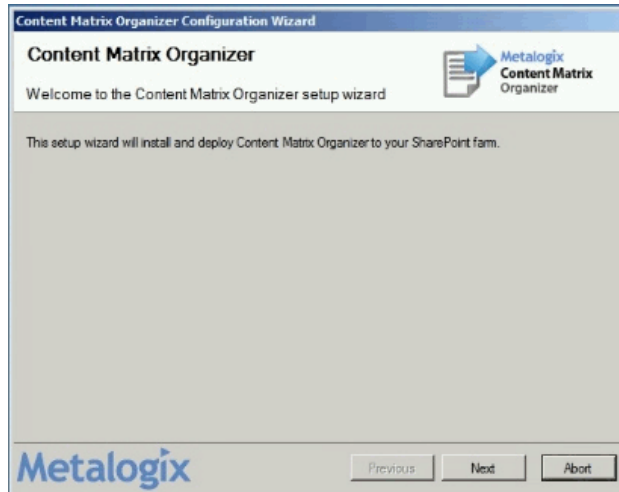 Content Matrix Organizer Configuration Wizard
Content Matrix Organizer
Welcome to the Content Matrix Organizer setup wizard
Metalogix
Content Matrix
Organizer
This setup wizard will install and deploy Content Matrix Organizer to your SharePoint farm.
Metalogix
Previous
Next
Abort